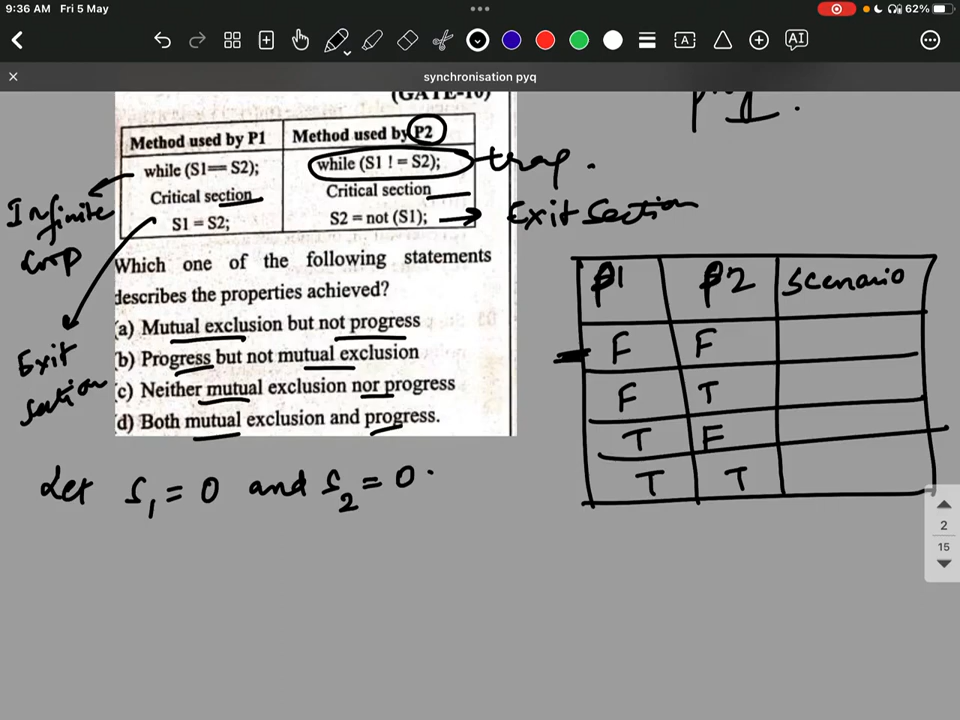 9:36 AM Fri 5 May
62%
A
AI
synchronisation pyq
(GATE-10)
Method used by P1 Method used by P2
while (S1== S2); while (S1 ! = S2);
Critical section Critical section
S1 = S2; S2 = not (S1);
trap.
Exit Section
Infinite
loop
Exit
section
Which one of the following statements
describes the properties achieved?
(a) Mutual exclusion but not progress
(b) Progress but not mutual exclusion
(c) Neither mutual exclusion nor progress
(d) Both mutual exclusion and progress.
P1 P2 Scenario
F F
F T
T F
T T
Let S1 = 0 and S2 = 0.
2
15